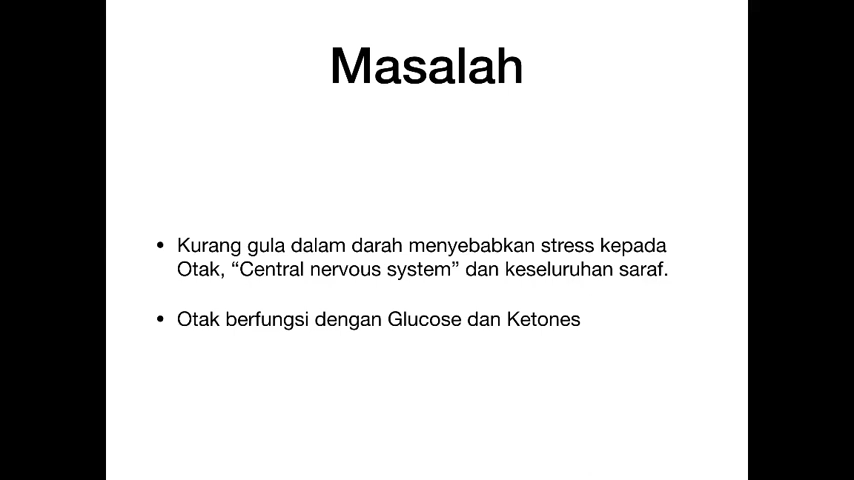 Masalah
• Kurang gula dalam darah menyebabkan stress kepada
Otak, “Central nervous system” dan keseluruhan saraf.
• Otak berfungsi dengan Glucose dan Ketones